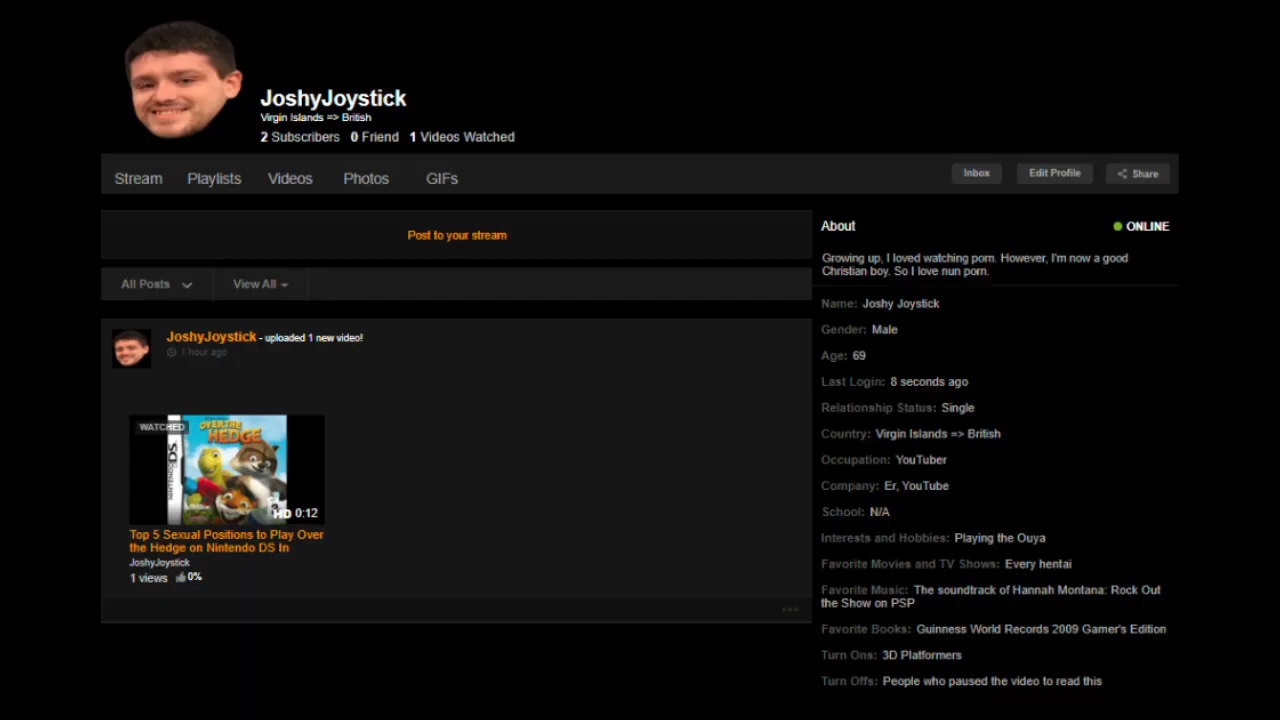 JoshyJoystick
Virgin Islands => British
2 Subscribers 0 Friend 1 Videos Watched
Stream Playlists Videos Photos GIFs
Inbox Edit Profile Share
Post to your stream
All Posts View All
JoshyJoystick - uploaded 1 new video!
1 hour ago
WATCHED
OVER THE
HEDGE
NINTENDO DS
HD 0:12
Top 5 Sexual Positions to Play Over
the Hedge on Nintendo DS In
JoshyJoystick
1 views 0%
About ONLINE
Growing up, I loved watching porn. However, I'm now a good
Christian boy. So I love nun porn.
Name: Joshy Joystick
Gender: Male
Age: 69
Last Login: 8 seconds ago
Relationship Status: Single
Country: Virgin Islands => British
Occupation: YouTuber
Company: Er, YouTube
School: N/A
Interests and Hobbies: Playing the Ouya
Favorite Movies and TV Shows: Every hentai
Favorite Music: The soundtrack of Hannah Montana: Rock Out
the Show on PSP
Favorite Books: Guinness World Records 2009 Gamer's Edition
Turn Ons: 3D Platformers
Turn Offs: People who paused the video to read this